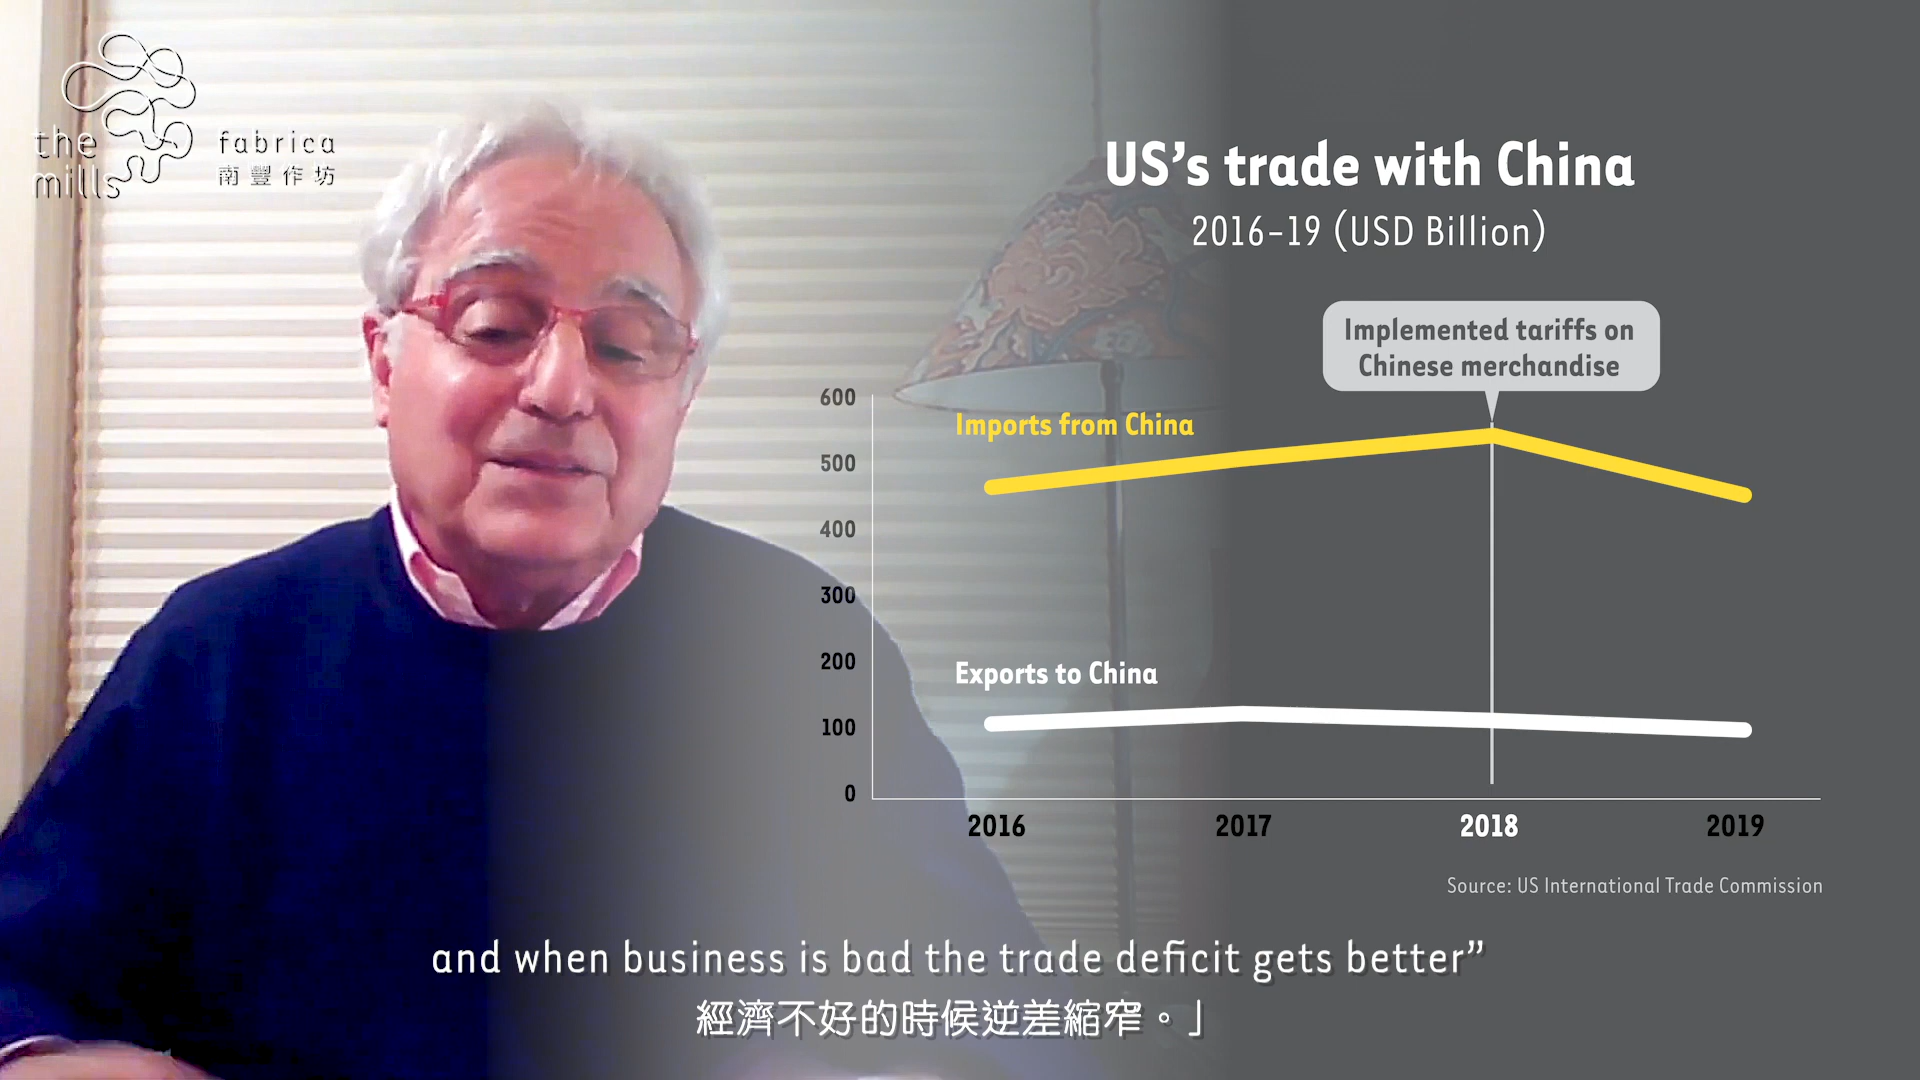 the
mills
fabrica
南豐作坊
US’s trade with China
2016-19 (USD Billion)
Implemented tariffs on
Chinese merchandise
600
500
400
300
200
100
0
Imports from China
Exports to China
2016 2017 2018 2019
Source: US International Trade Commission
and when business is bad the trade deficit gets better”
經濟不好的時候逆差縮窄。」